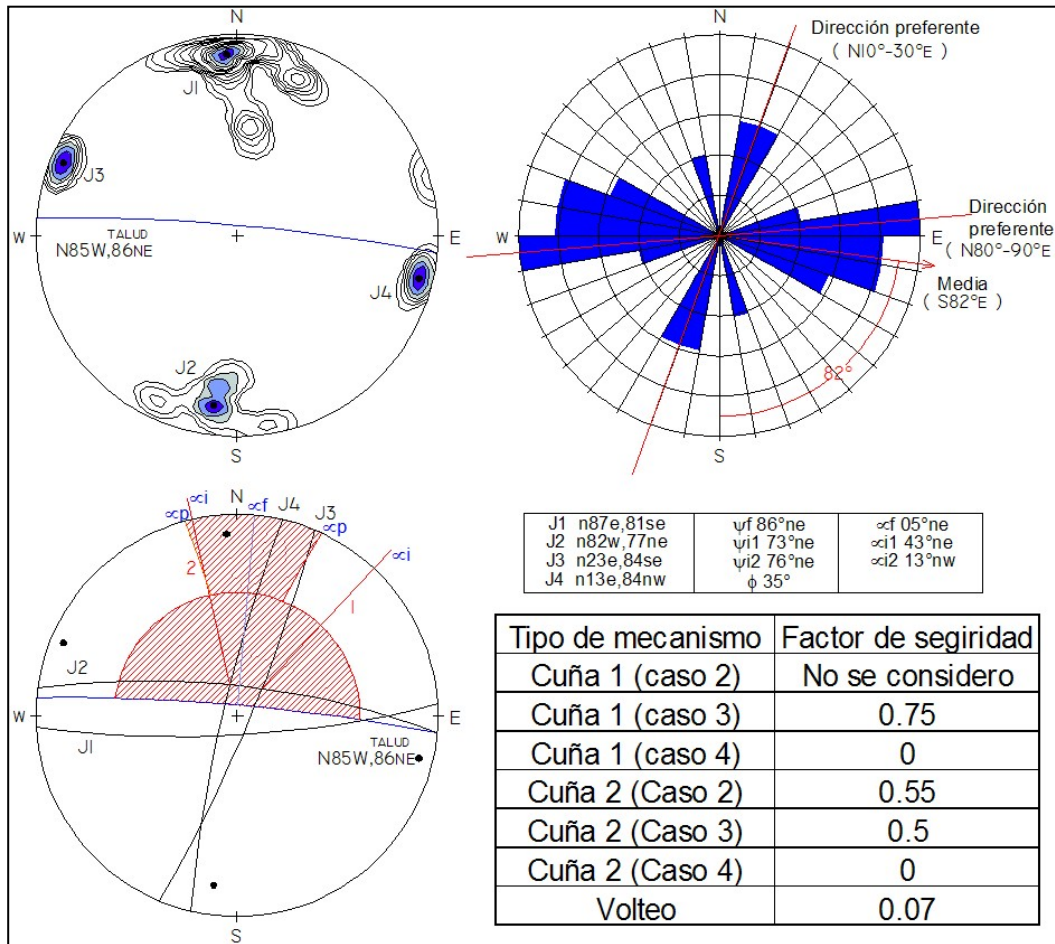 N
J1
J3
W
E
TALUD
N85W,86NE
J4
J2
S
N
Dirección preferente
( N10°-30°E )
Dirección
preferente
( N80°-90°E
W
E
Media
( S82°E )
82°
S
N
∝i
∝p
∝f
J4
J3
∝p
∝i
2
1
J2
W
E
J1
TALUD
N85W,86NE
S
J1 n87e,81se
J2 n82w,77ne
J3 n23e,84se
J4 n13e,84nw
ψf 86°ne
ψi1 73°ne
ψi2 76°ne
ϕ 35°
∝f 05°ne
∝i1 43°ne
∝i2 13°nw
Tipo de mecanismo Factor de segiridad
Cuña 1 (caso 2) No se considero
Cuña 1 (caso 3) 0.75
Cuña 1 (caso 4) 0
Cuña 2 (Caso 2) 0.55
Cuña 2 (Caso 3) 0.5
Cuña 2 (Caso 4) 0
Volteo 0.07